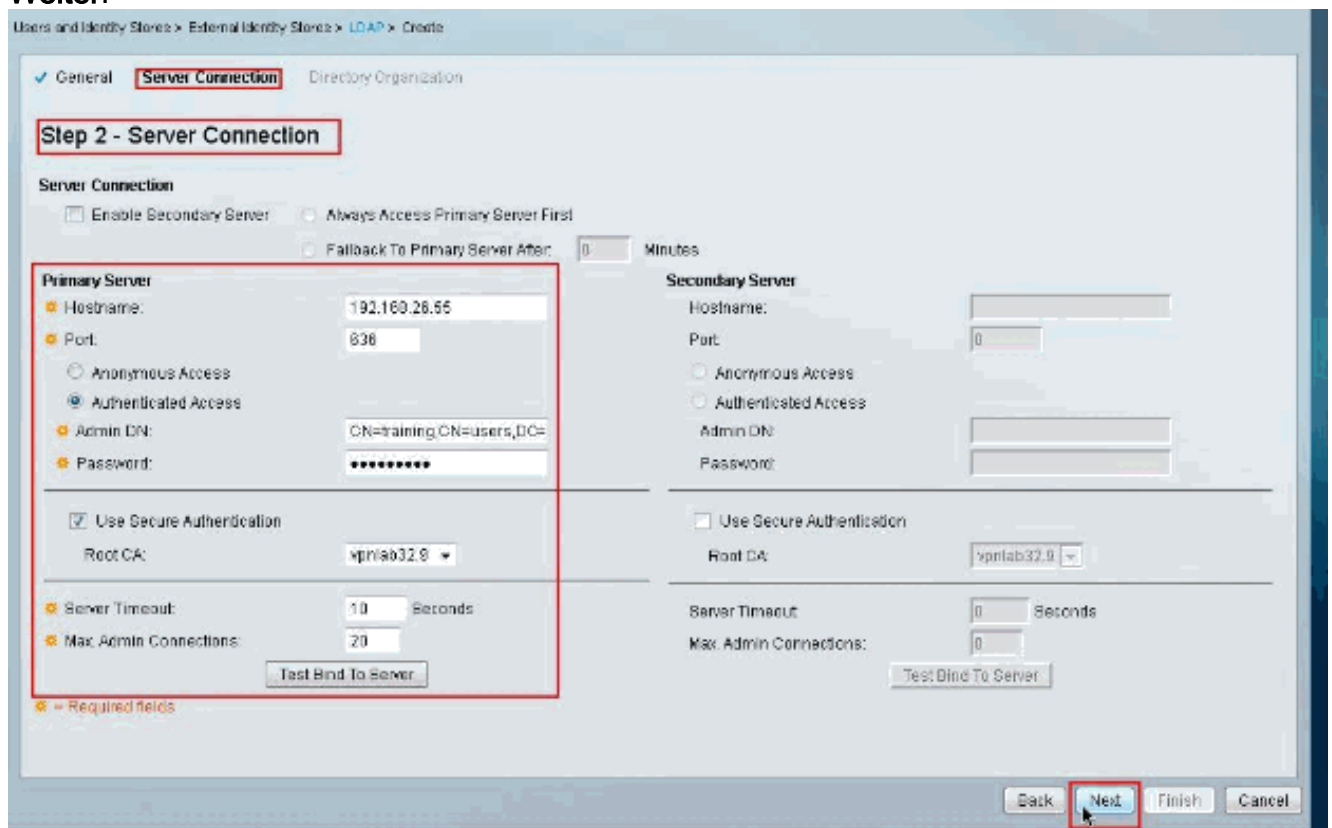 Weiter.
Users and Identity Stores > External Identity Stores > LDAP > Create
General Server Connection Directory Organization
Step 2 - Server Connection
Server Connection
Enable Secondary Server Always Access Primary Server First
Failback To Primary Server After: 0 Minutes
Primary Server Secondary Server
Hostname: 192.168.26.55 Hostname:
Port: 636 Port: 0
Anonymous Access Anonymous Access
Authenticated Access Authenticated Access
Admin DN: CN=training,CN=users,DC= Admin DN:
Password: ●●●●●●●●● Password:
Use Secure Authentication Use Secure Authentication
Root CA: vpnlab32.9 Root CA: vpnlab32.9
Server Timeout: 10 Seconds Server Timeout: 0 Seconds
Max. Admin Connections: 20 Max. Admin Connections: 0
Test Bind To Server Test Bind To Server
= Required fields
Back Next Finish Cancel